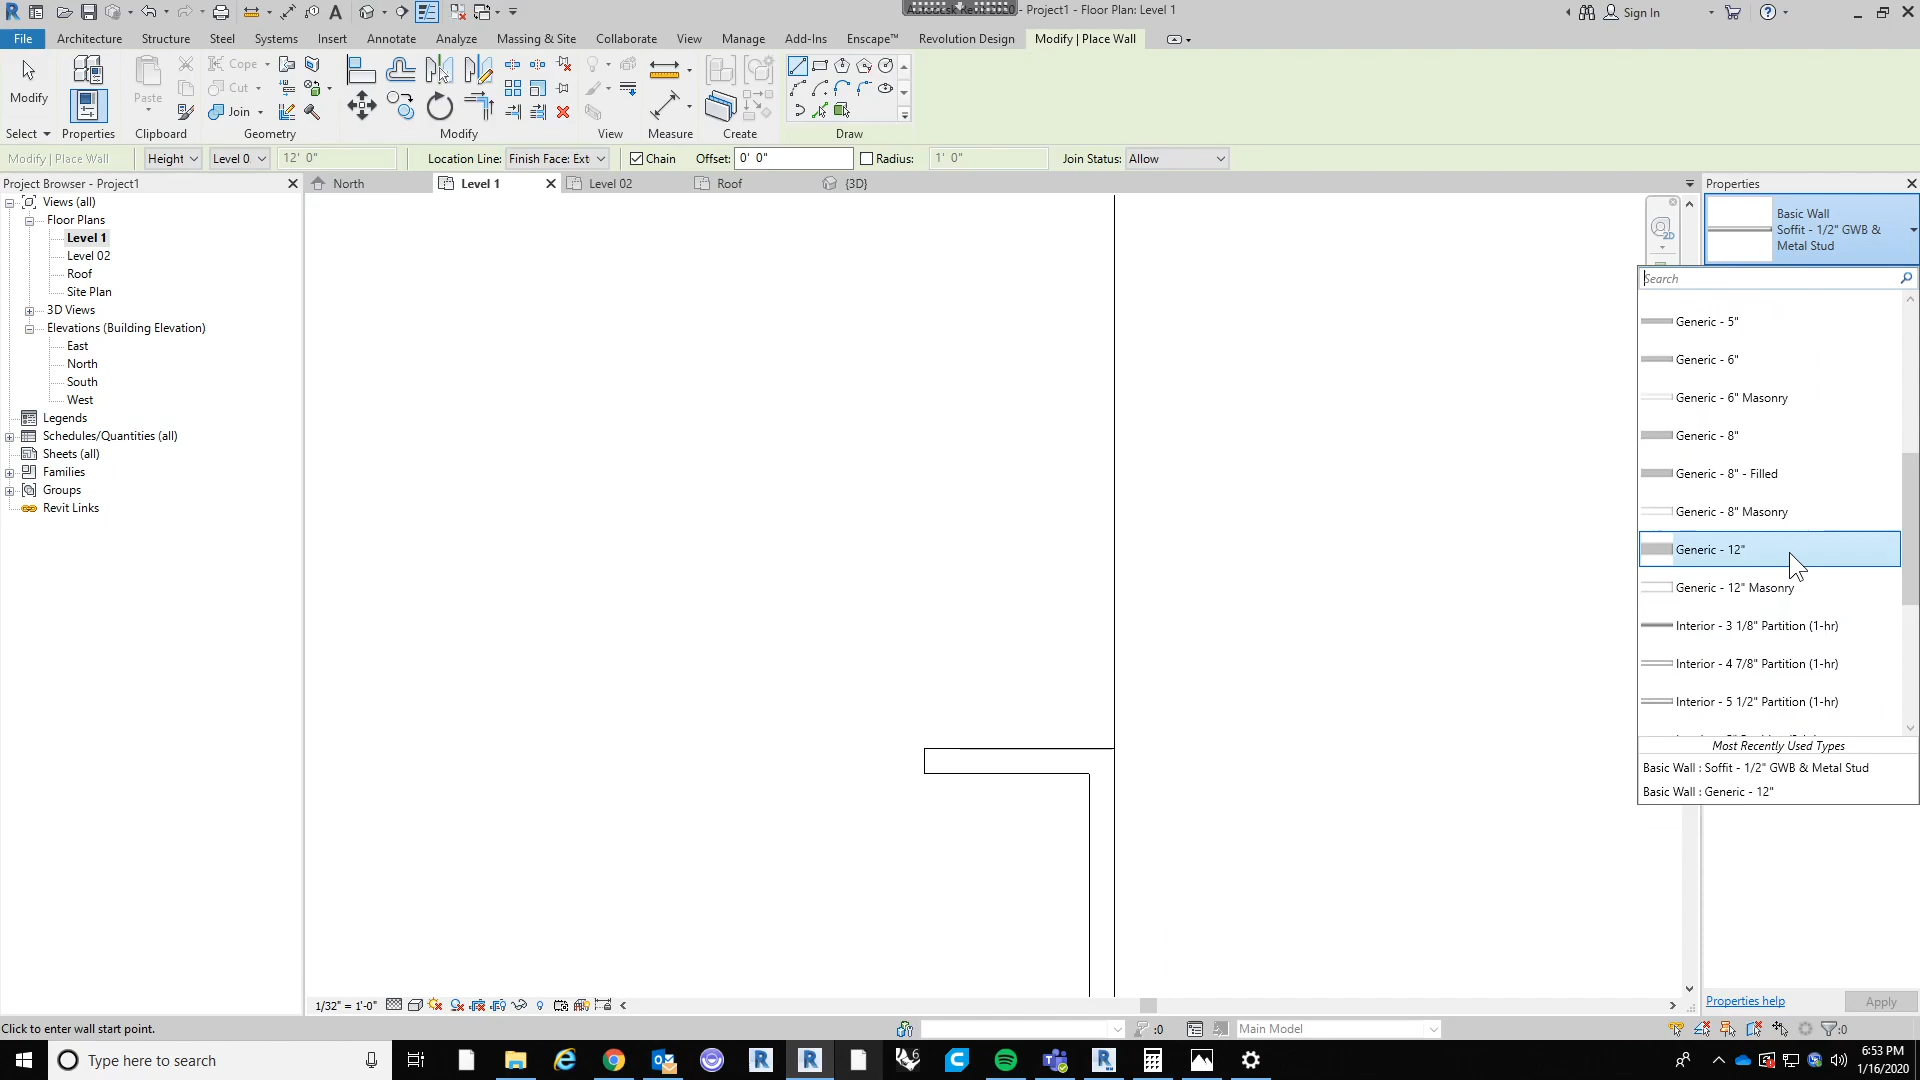 Project1 - Floor Plan: Level 1
Sign In
File
Architecture
Structure
Steel
Systems
Insert
Annotate
Analyze
Massing & Site
Collaborate
View
Manage
Add-Ins
Enscape™
Revolution Design
Modify | Place Wall
Modify
Paste
Cope
Cut
Join
Select
Properties
Clipboard
Geometry
Modify
View
Measure
Create
Draw
Modify | Place Wall
Height
Level 0
12' 0"
Location Line:
Finish Face: Ext
Chain
Offset:
0' 0"
Radius:
1' 0"
Join Status:
Allow
Project Browser - Project1
North
Level 1
Level 02
Roof
{3D}
Properties
Views (all)
Floor Plans
Level 1
Level 02
Roof
Site Plan
3D Views
Elevations (Building Elevation)
East
North
South
West
Legends
Schedules/Quantities (all)
Sheets (all)
Families
Groups
Revit Links
2D
Basic Wall
Soffit - 1/2" GWB &
Metal Stud
Search
Generic - 5"
Generic - 6"
Generic - 6" Masonry
Generic - 8"
Generic - 8" - Filled
Generic - 8" Masonry
Generic - 12"
Generic - 12" Masonry
Interior - 3 1/8" Partition (1-hr)
Interior - 4 7/8" Partition (1-hr)
Interior - 5 1/2" Partition (1-hr)
Most Recently Used Types
Basic Wall : Soffit - 1/2" GWB & Metal Stud
Basic Wall : Generic - 12"
Properties help
Apply
1/32" = 1'-0"
Click to enter wall start point.
:0
Main Model
:0
Type here to search
6:53 PM
1/16/2020